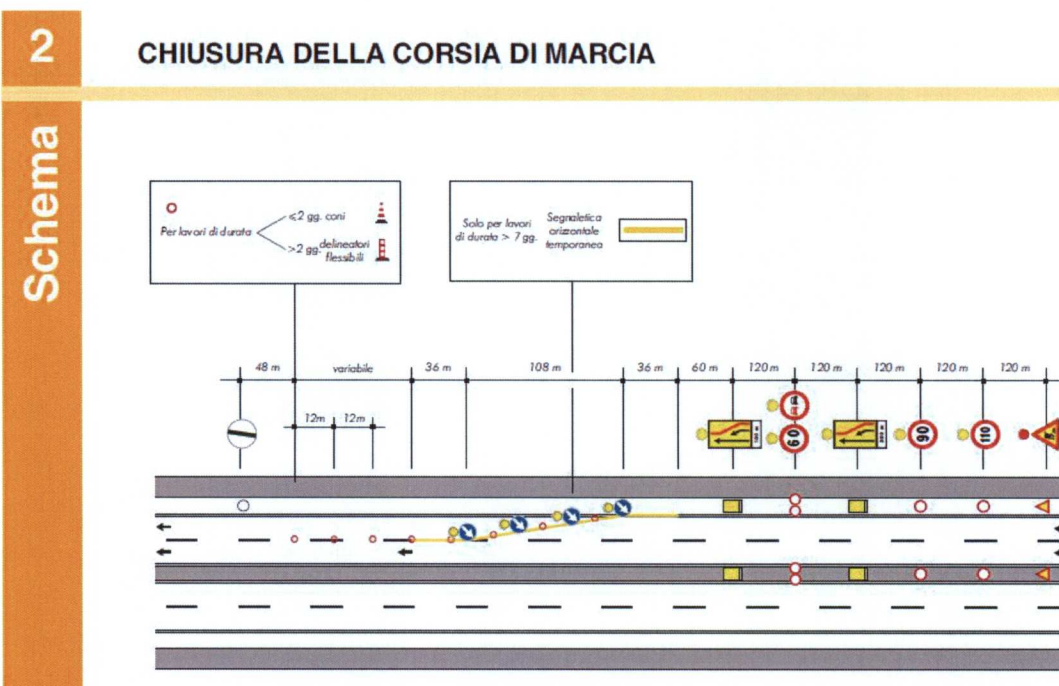 2
Schema
CHIUSURA DELLA CORSIA DI MARCIA
Per lavori di durata
≤2 gg. coni
>2 gg. delineatori
flessibili
Solo per lavori
di durata > 7 gg.
Segnaletica
orizzontale
temporanea
48 m
variabile
36 m
108 m
36 m
60 m
120 m
120 m
120 m
120 m
120 m
12m
12m
60
90
110